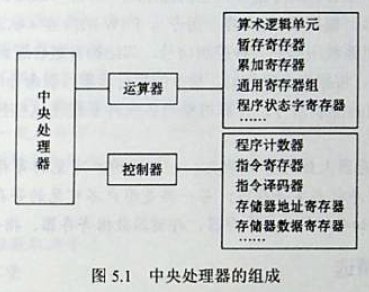 中央处理器
运算器
算术逻辑单元
暂存寄存器
累加寄存器
通用寄存器组
程序状态字寄存器
……
控制器
程序计数器
指令寄存器
指令译码器
存储器地址寄存器
存储器数据寄存器
……
图 5.1 中央处理器的组成